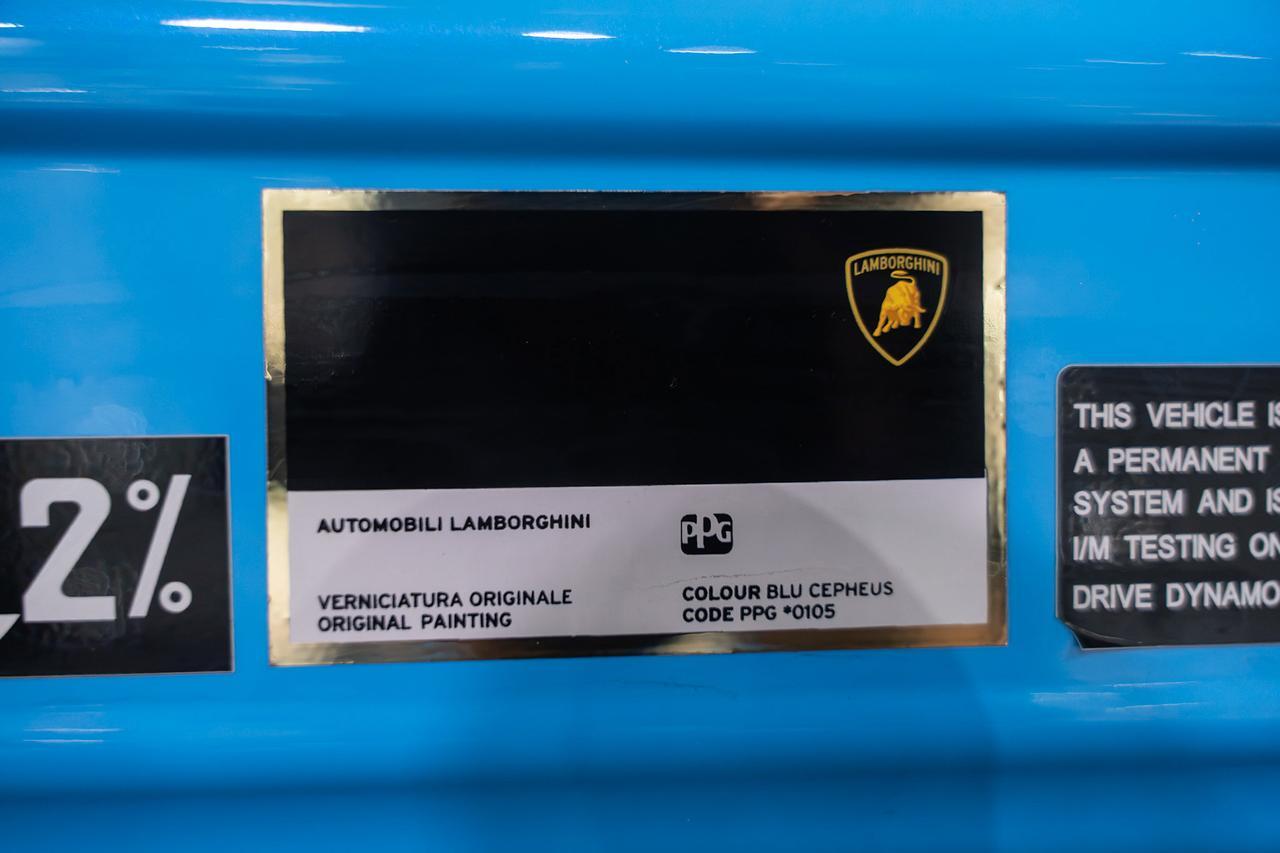 LAMBORGHINI
AUTOMOBILI LAMBORGHINI
PPG
VERNICIATURA ORIGINALE
ORIGINAL PAINTING
COLOUR BLU CEPHEUS
CODE PPG *0105
2%
THIS VEHICLE IS
A PERMANENT
SYSTEM AND IS
I/M TESTING ON
DRIVE DYNAMO